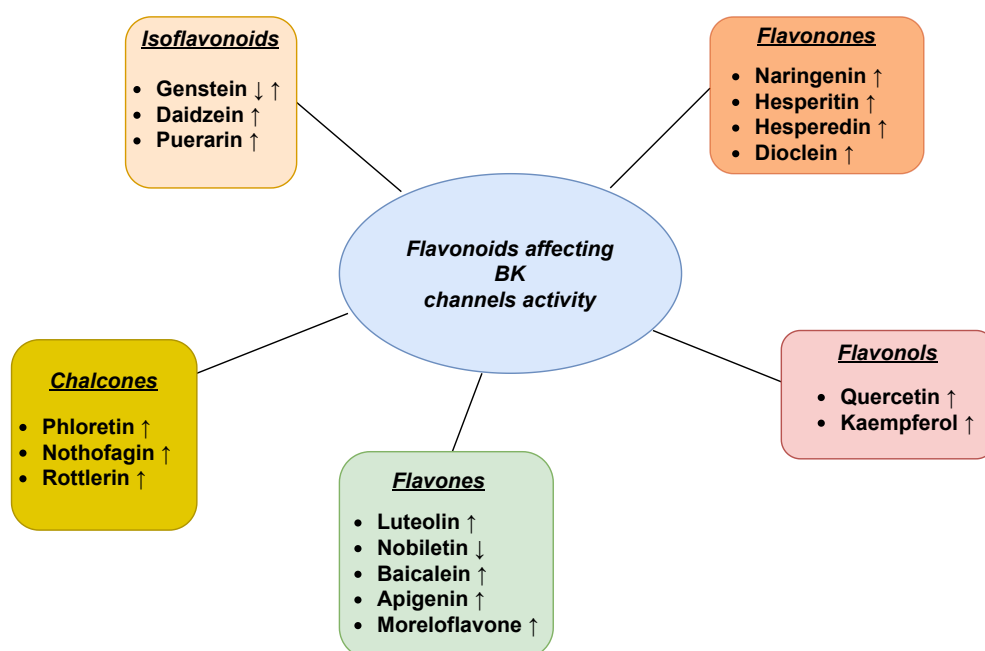 Isoflavonoids
• Genstein ↓ ↑
• Daidzein ↑
• Puerarin ↑
Flavonones
• Naringenin ↑
• Hesperitin ↑
• Hesperedin ↑
• Dioclein ↑
Flavonoids affecting
BK
channels activity
Chalcones
• Phloretin ↑
• Nothofagin ↑
• Rottlerin ↑
Flavones
• Luteolin ↑
• Nobiletin ↓
• Baicalein ↑
• Apigenin ↑
• Moreloflavone ↑
Flavonols
• Quercetin ↑
• Kaempferol ↑